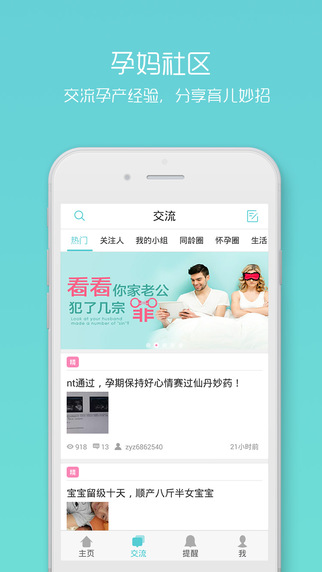 孕妈社区
交流孕产经验，分享育儿妙招
交流
热门 关注人 我的小组 同龄圈 怀孕圈 生活
看看你家老公
犯了几宗罪
Look at your husband
made a number of "sin"
nt通过，孕期保持好心情赛过仙丹妙药！
918 13 zyz6862540 21小时前
宝宝留级十天，顺产八斤半女宝宝
主页 交流 提醒 我